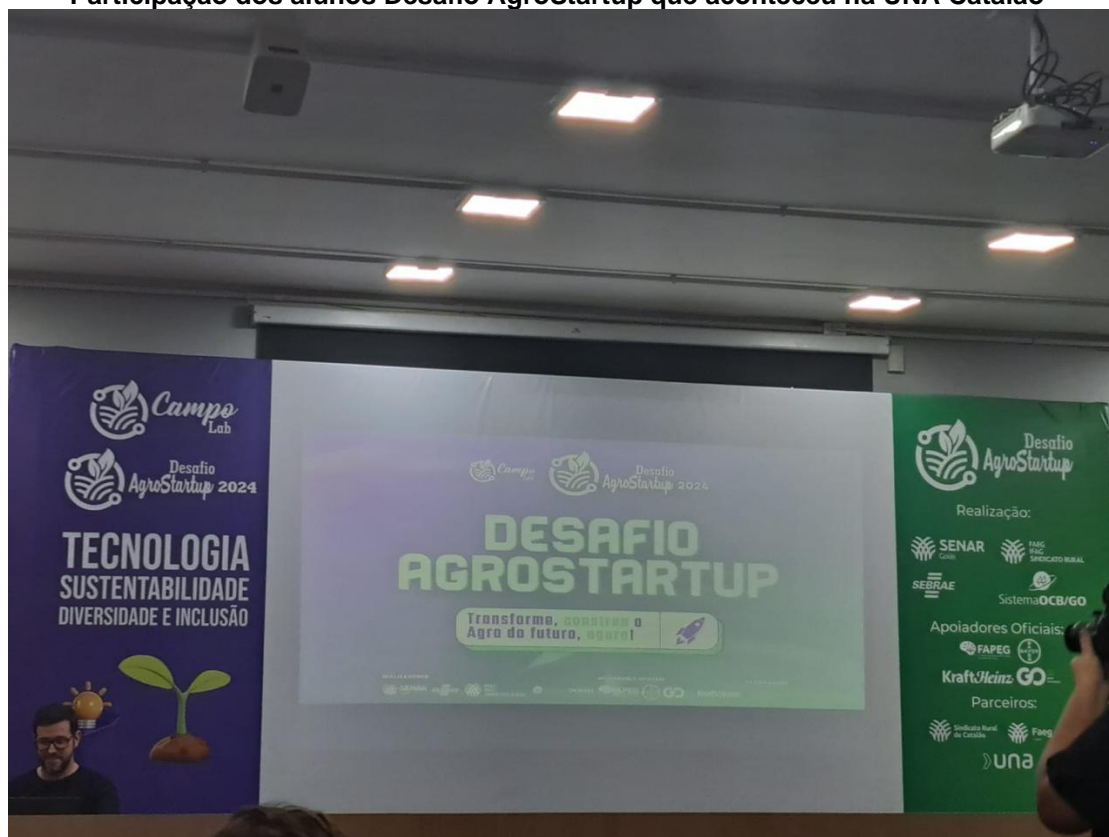 Participação dos alunos Desafio AgroStartup que aconteceu na UNA Catalão
Campo
Lab
Desafio
AgroStartup 2024
TECNOLOGIA
SUSTENTABILIDADE
DIVERSIDADE E INCLUSÃO
Campo
Lab
Desafio
AgroStartup 2024
DESAFIO
AGROSTARTUP
Transforme, construa o
Agro do futuro, agora!
Desafio
AgroStartup
Realização:
SENAR
Goiás
FAEG
IFAG
SINDICATO RURAL
SEBRAE
SistemaOCB/GO
Apoiadores Oficiais:
FAPEG
BAYER
KraftHeinz GO
Parceiros:
Sindicato Rural
de Catalão
Faeg
una